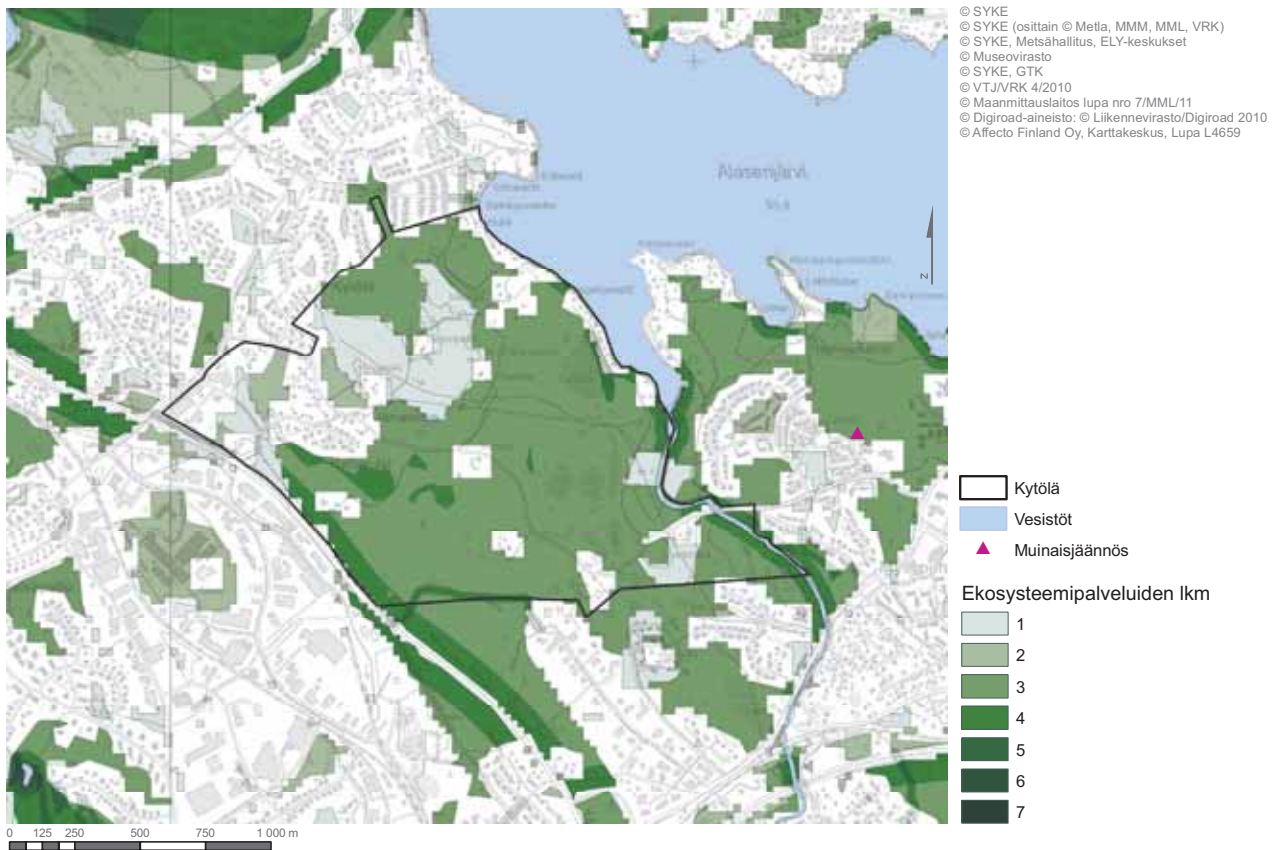 © SYKE
© SYKE (osittain © Metla, MMM, MML, VRK)
© SYKE, Metsähallitus, ELY-keskukset
© Museovirasto
© SYKE, GTK
© VTJ/VRK 4/2010
© Maanmittauslaitos lupa nro 7/MML/11
© Digiroad-aineisto: © Liikennevirasto/Digiroad 2010
© Affecto Finland Oy, Karttakeskus, Lupa L4659
Alasenjärvi
N
Kytölä
Vesistöt
Muinaisjäännös
Ekosysteemipalveluiden lkm
1
2
3
4
5
6
7
0 125 250 500 750 1 000 m